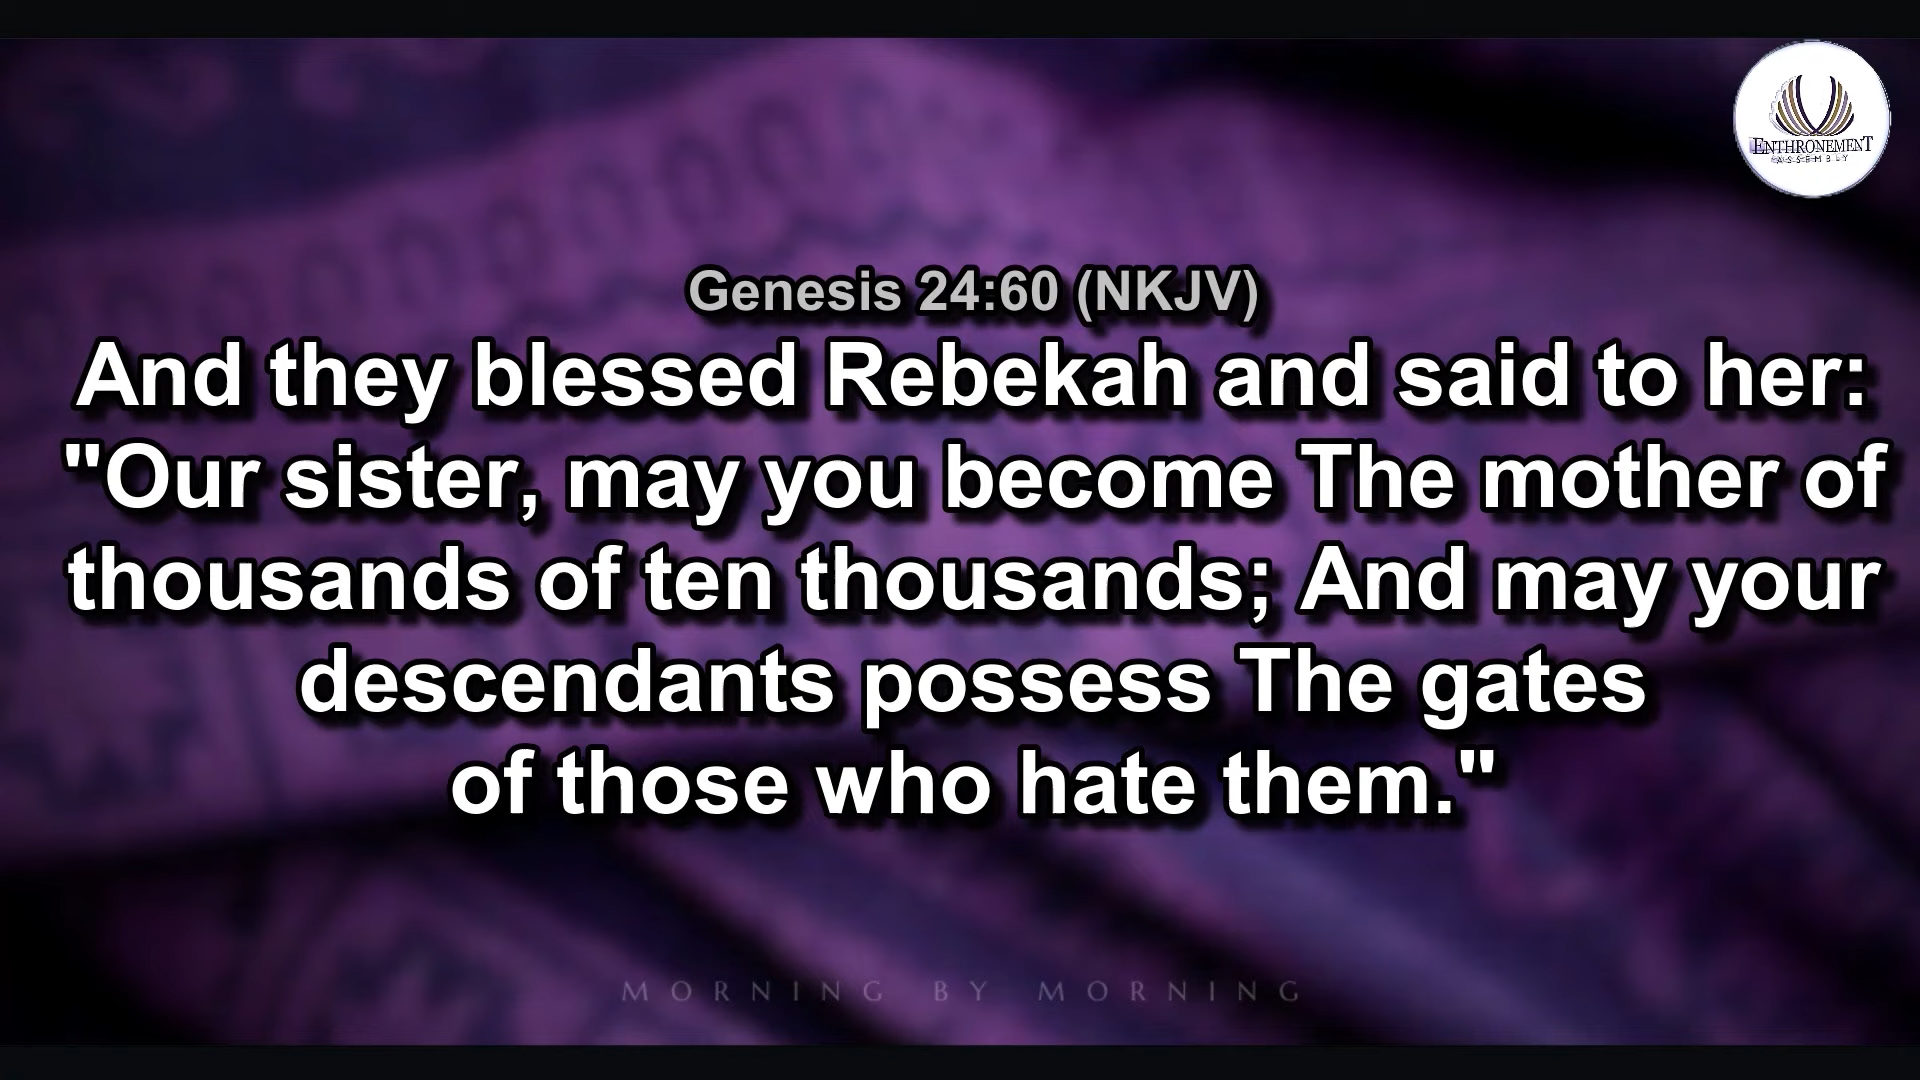 ENTHRONEMENT
ASSEMBLY
Genesis 24:60 (NKJV)
And they blessed Rebekah and said to her:
"Our sister, may you become The mother of
thousands of ten thousands; And may your
descendants possess The gates
of those who hate them."
MORNING BY MORNING